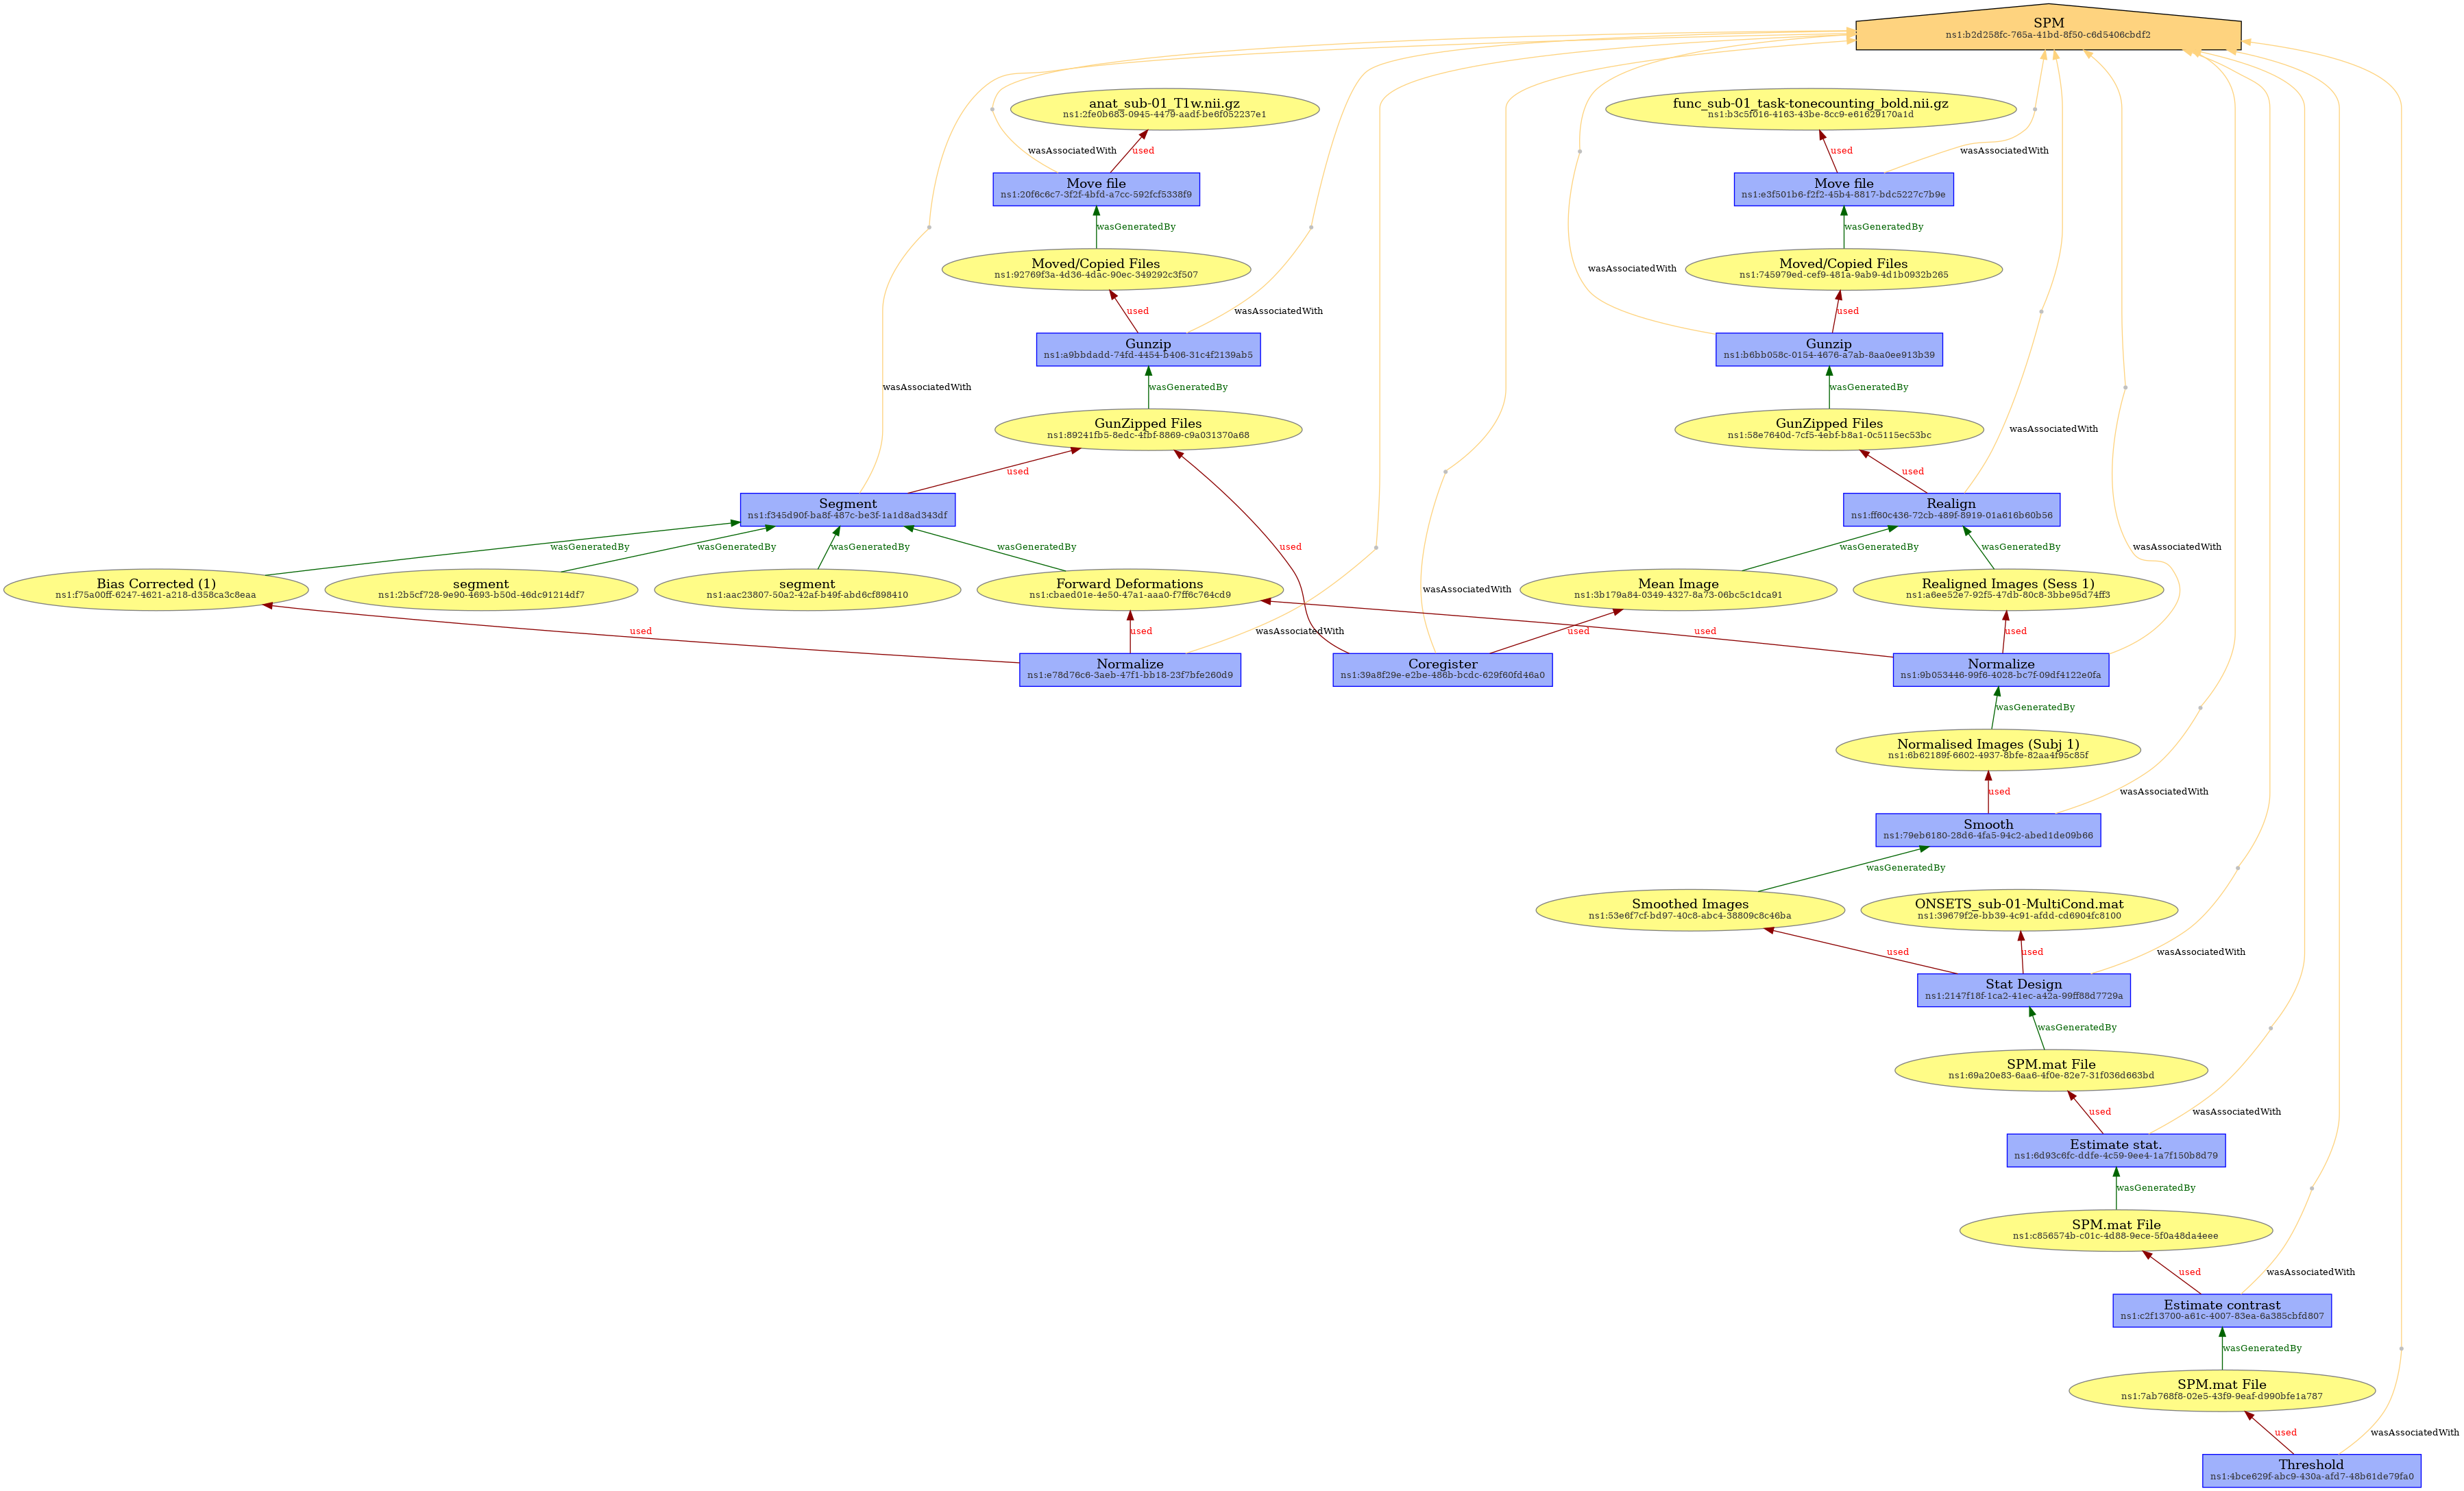 SPM
ns1:b2d258fc-765a-41bd-8f50-c6d5406cbdf2
anat_sub-01_T1w.nii.gz
ns1:2fe0b683-0945-4479-aadf-be6f052237e1
func_sub-01_task-tonecounting_bold.nii.gz
ns1:b3c5f016-4163-43be-8cc9-e61629170a1d
wasAssociatedWith
used
used
wasAssociatedWith
Move file
ns1:20f6c6c7-3f2f-4bfd-a7cc-592fcf5338f9
Move file
ns1:e3f501b6-f2f2-45b4-8817-bdc5227c7b9e
wasGeneratedBy
wasGeneratedBy
Moved/Copied Files
ns1:92769f3a-4d36-4dac-90ec-349292c3f507
wasAssociatedWith
Moved/Copied Files
ns1:745979ed-cef9-481a-9ab9-4d1b0932b265
used
wasAssociatedWith
used
Gunzip
ns1:a9bbdadd-74fd-4454-b406-31c4f2139ab5
Gunzip
ns1:b6bb058c-0154-4676-a7ab-8aa0ee913b39
wasAssociatedWith
wasGeneratedBy
wasGeneratedBy
GunZipped Files
ns1:89241fb5-8edc-4fbf-8869-c9a031370a68
GunZipped Files
ns1:58e7640d-7cf5-4ebf-b8a1-0c5115ec53bc
wasAssociatedWith
used
used
Segment
ns1:f345d90f-ba8f-487c-be3f-1a1d8ad343df
Realign
ns1:ff60c436-72cb-489f-8919-01a616b60b56
wasGeneratedBy
wasGeneratedBy
wasGeneratedBy
wasGeneratedBy
used
wasGeneratedBy
wasGeneratedBy
wasAssociatedWith
Bias Corrected (1)
ns1:f75a00ff-6247-4621-a218-d358ca3c8eaa
segment
ns1:2b5cf728-9e90-4693-b50d-46dc91214df7
segment
ns1:aac23807-50a2-42af-b49f-abd6cf898410
Forward Deformations
ns1:cbaed01e-4e50-47a1-aaa0-f7ff6c764cd9
wasAssociatedWith
Mean Image
ns1:3b179a84-0349-4327-8a73-06bc5c1dca91
Realigned Images (Sess 1)
ns1:a6ee52e7-92f5-47db-80c8-3bbe95d74ff3
used
used
wasAssociatedWith
used
used
used
Normalize
ns1:e78d76c6-3aeb-47f1-bb18-23f7bfe260d9
Coregister
ns1:39a8f29e-e2be-486b-bcdc-629f60fd46a0
Normalize
ns1:9b053446-99f6-4028-bc7f-09df4122e0fa
wasGeneratedBy
Normalised Images (Subj 1)
ns1:6b62189f-6602-4937-8bfe-82aa4f95c85f
used
wasAssociatedWith
Smooth
ns1:79eb6180-28d6-4fa5-94c2-abed1de09b66
wasGeneratedBy
Smoothed Images
ns1:53e6f7cf-bd97-40c8-abc4-38809c8c46ba
ONSETS_sub-01-MultiCond.mat
ns1:39679f2e-bb39-4c91-afdd-cd6904fc8100
used
used
wasAssociatedWith
Stat Design
ns1:2147f18f-1ca2-41ec-a42a-99ff88d7729a
wasGeneratedBy
SPM.mat File
ns1:69a20e83-6aa6-4f0e-82e7-31f036d663bd
used
wasAssociatedWith
Estimate stat.
ns1:6d93c6fc-ddfe-4c59-9ee4-1a7f150b8d79
wasGeneratedBy
SPM.mat File
ns1:c856574b-c01c-4d88-9ece-5f0a48da4eee
used
wasAssociatedWith
Estimate contrast
ns1:c2f13700-a61c-4007-83ea-6a385cbfd807
wasGeneratedBy
SPM.mat File
ns1:7ab768f8-02e5-43f9-9eaf-d990bfe1a787
used
wasAssociatedWith
Threshold
ns1:4bce629f-abc9-430a-afd7-48b61de79fa0